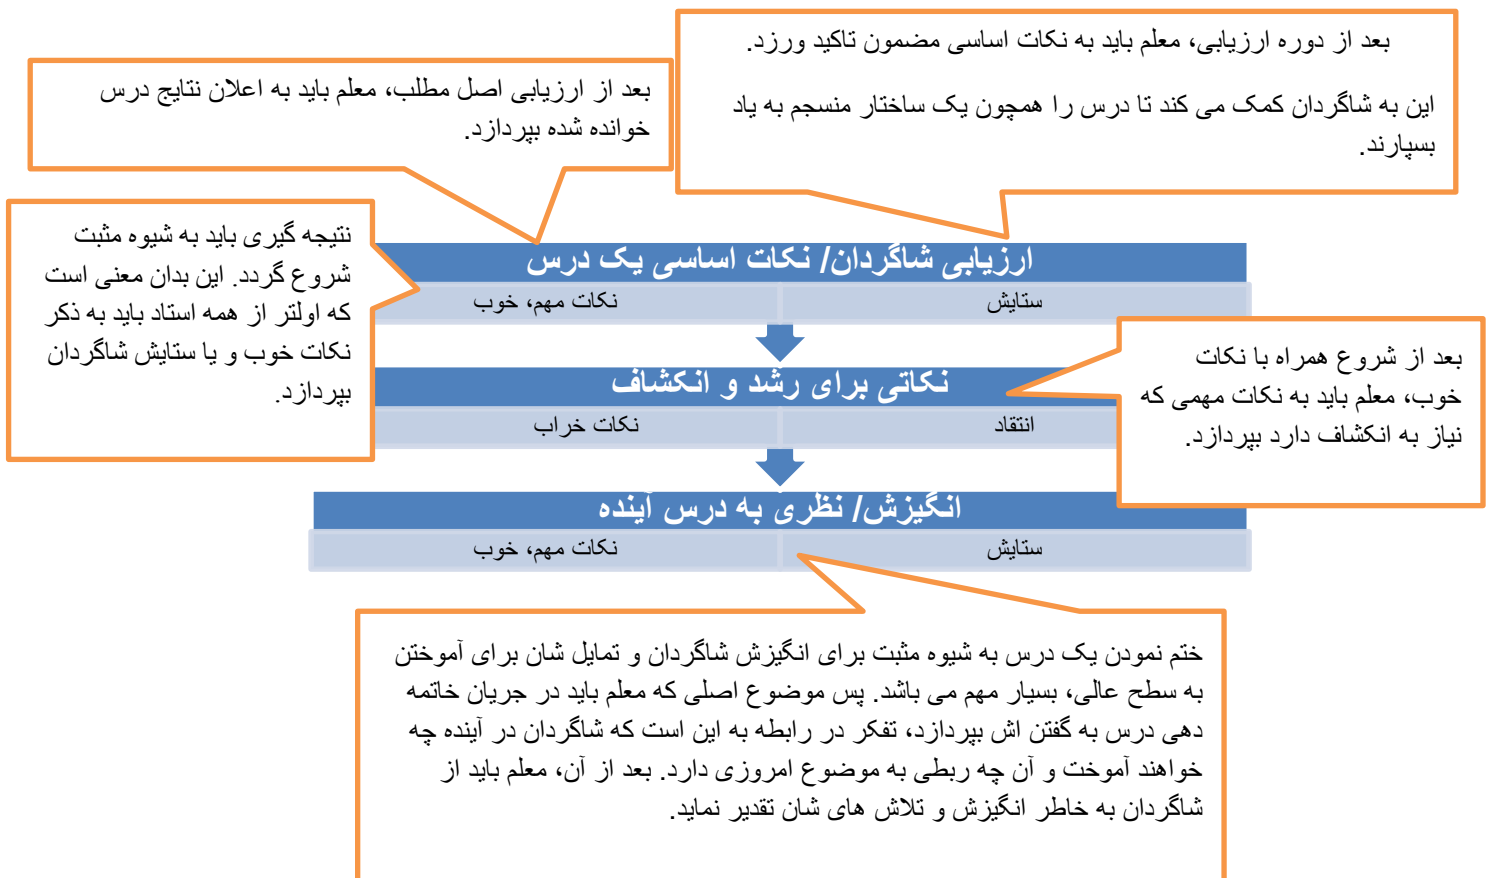 بعد از دوره ارزیابی، معلم باید به نکات اساسی مضمون تاکید ورزد.
این به شاگردان کمک می کند تا درس را همچون یک ساختار منسجم به یاد
بسپارند.
بعد از ارزیابی اصل مطلب، معلم باید به اعلان نتایج درس
خوانده شده بپردازد.
نتیجه گیری باید به شیوه مثبت
شروع گردد. این بدان معنی است
که اولتر از همه استاد باید به ذکر
نکات خوب و یا ستایش شاگردان
بپردازد.
ارزیابی شاگردان/ نکات اساسی یک درس
ستایش
نکات مهم، خوب
بعد از شروع همراه با نکات
خوب، معلم باید به نکات مهمی که
نیاز به انکشاف دارد بپردازد.
نکاتی برای رشد و انکشاف
انتقاد
نکات خراب
انگیزش/ نظری به درس آینده
ستایش
نکات مهم، خوب
ختم نمودن یک درس به شیوه مثبت برای انگیزش شاگردان و تمایل شان برای آموختن
به سطح عالی، بسیار مهم می باشد. پس موضوع اصلی که معلم باید در جریان خاتمه
دهی درس به گفتن اش بپردازد، تفکر در رابطه به این است که شاگردان در آینده چه
خواهند آموخت و آن چه ربطی به موضوع امروزی دارد. بعد از آن، معلم باید از
شاگردان به خاطر انگیزش و تلاش های شان تقدیر نماید.